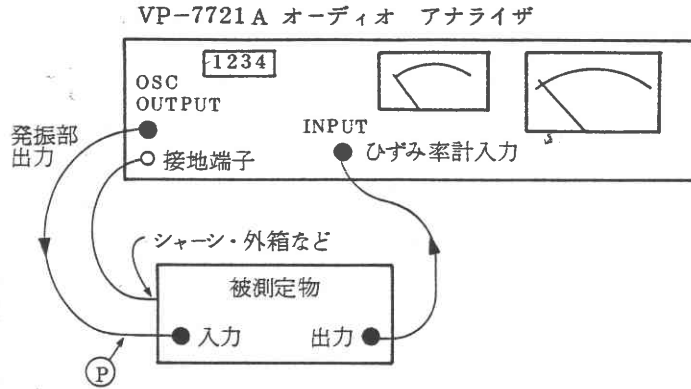 VP-7721A オーディオ アナライザ
1234
OSC
OUTPUT
発振部
出力
接地端子
INPUT
ひずみ率計入力
シャーシ・外箱など
被測定物
入力
出力
P